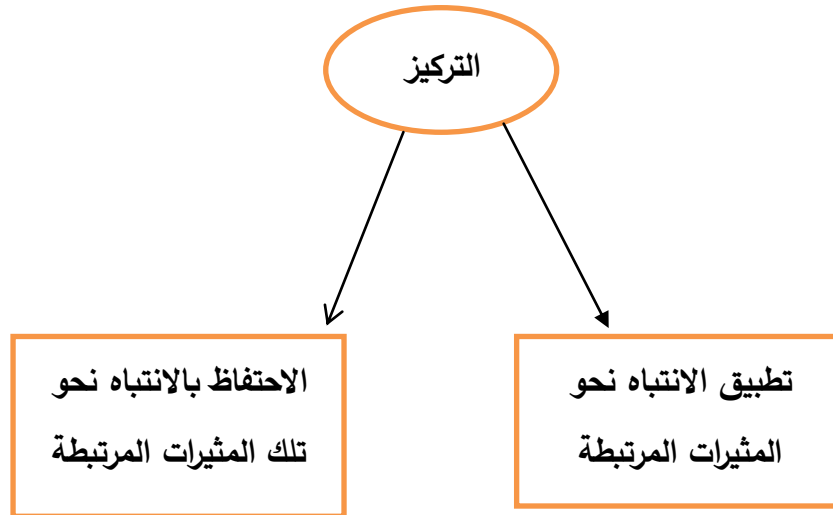 التركيز
تطبيق الانتباه نحو
المثيرات المرتبطة
الاحتفاظ بالانتباه نحو
تلك المثيرات المرتبطة